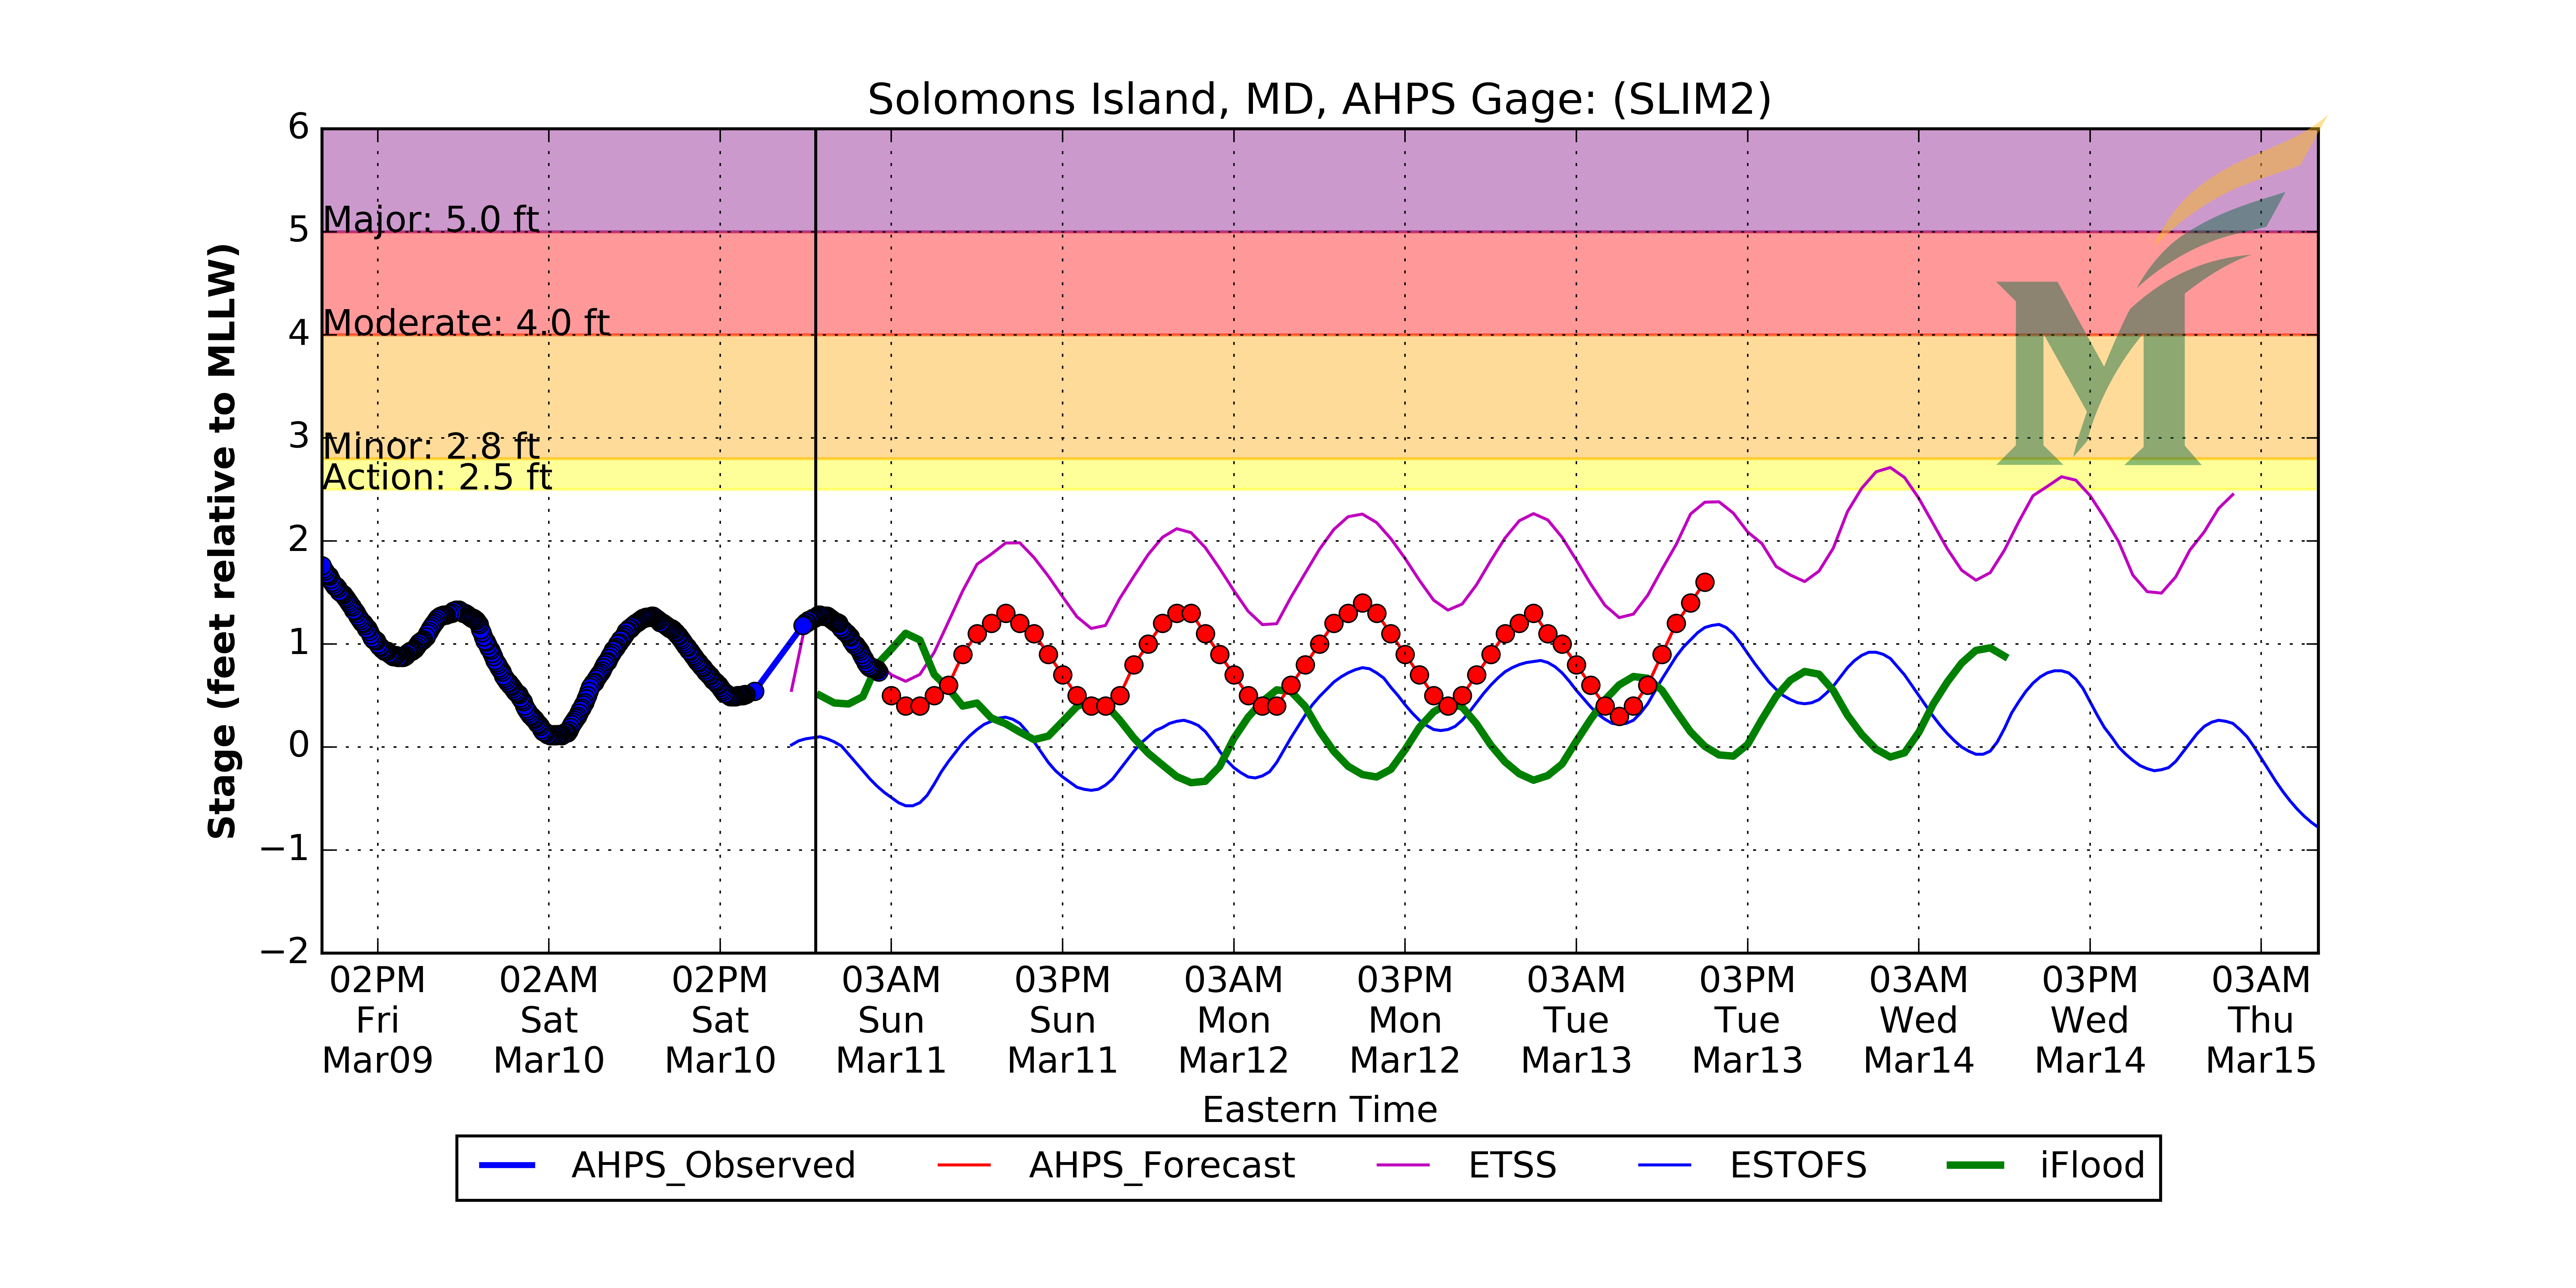 Solomons Island, MD, AHPS Gage: (SLIM2)
6
5
4
3
2
1
0
−1
−2
Stage (feet relative to MLLW)
Major: 5.0 ft
Moderate: 4.0 ft
Minor: 2.8 ft
Action: 2.5 ft
M
02PM 02AM 02PM 03AM 03PM 03AM 03PM 03AM 03PM 03AM 03PM 03AM
Fri Sat Sat Sun Sun Mon Mon Tue Tue Wed Wed Thu
Mar09 Mar10 Mar10 Mar11 Mar11 Mar12 Mar12 Mar13 Mar13 Mar14 Mar14 Mar15
Eastern Time
AHPS_Observed AHPS_Forecast ETSS ESTOFS iFlood